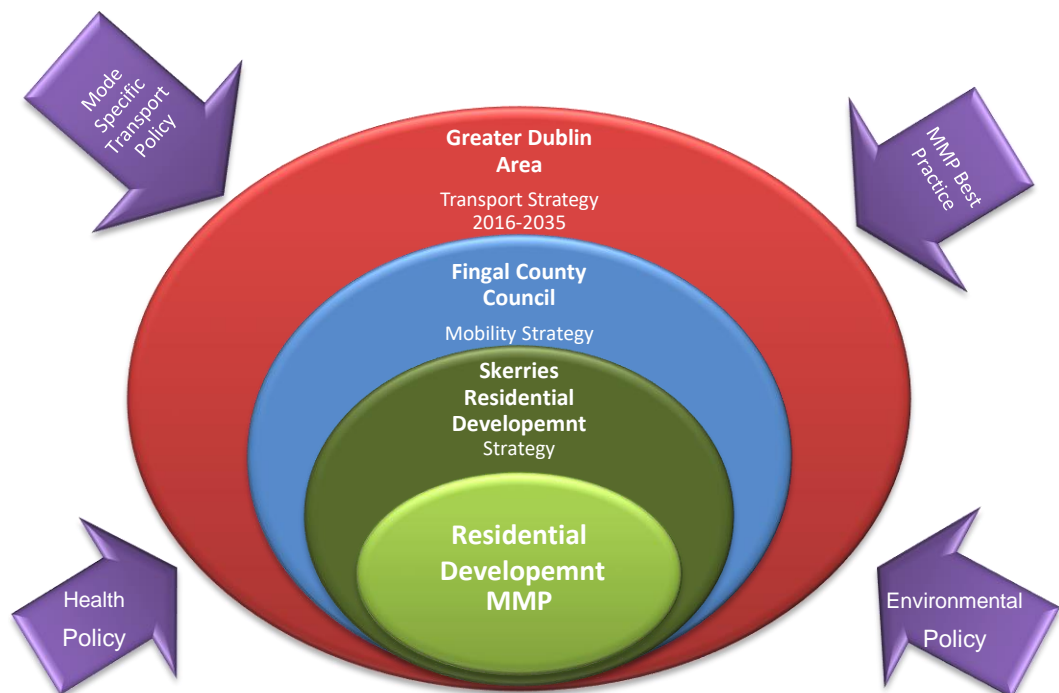 Mode
Specific
Transport
Policy
MMP Best
Practice
Greater Dublin
Area
Transport Strategy
2016-2035
Fingal County
Council
Mobility Strategy
Skerries
Residential
Developemnt
Strategy
Residential
Developemnt
MMP
Health
Policy
Environmental
Policy